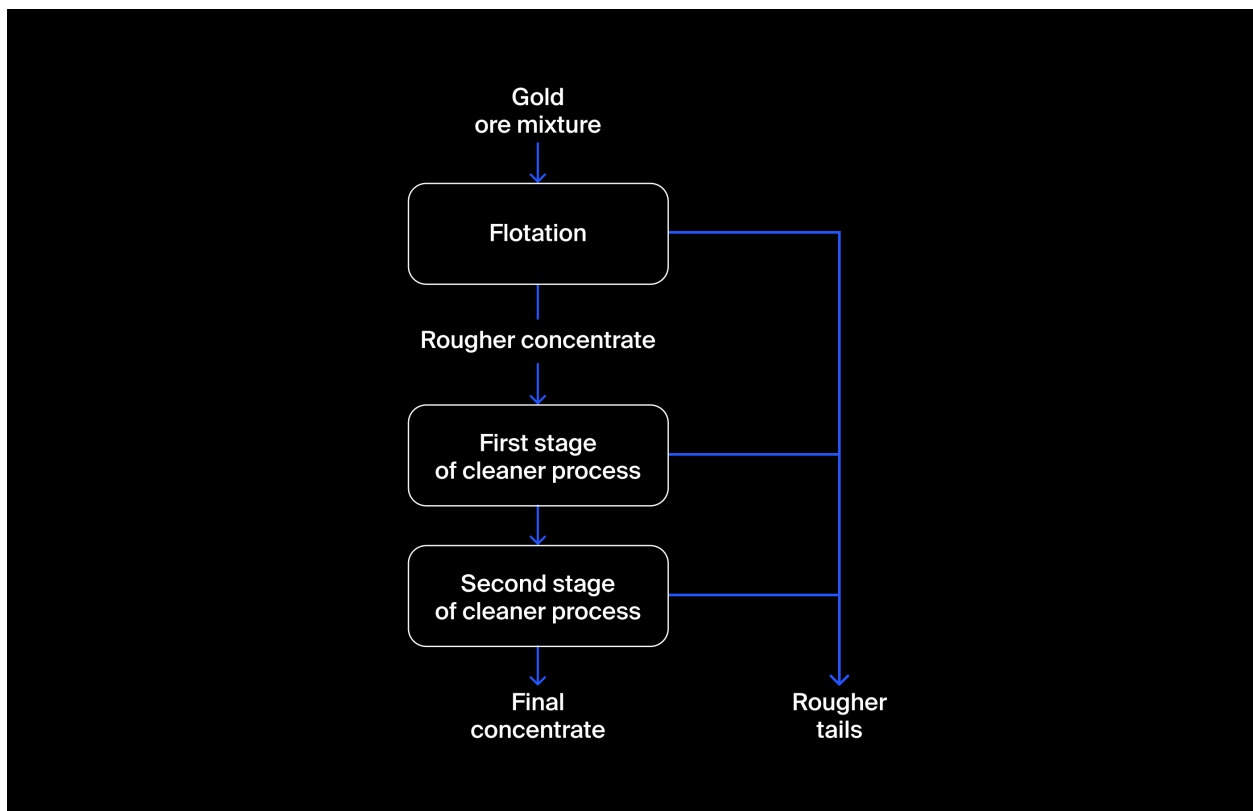 Gold
ore mixture
Flotation
Rougher concentrate
First stage
of cleaner process
Second stage
of cleaner process
Final
concentrate
Rougher
tails